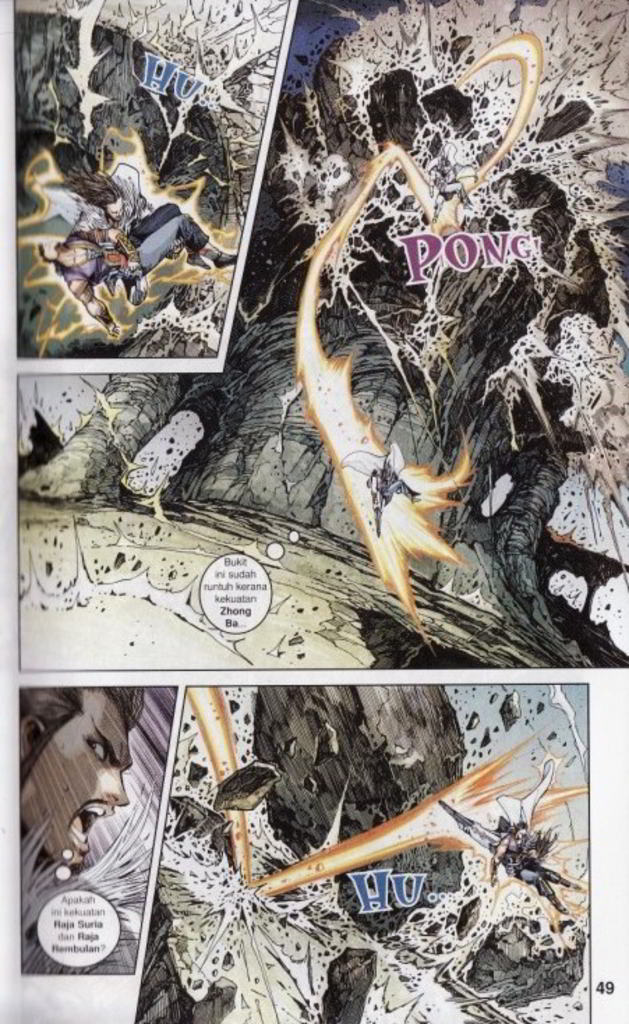 HU...
PONG!
Bukit
ini sudah
runtuh kerana
kekuatan
Zhong
Ba...
Apakah
ini kekuatan
Raja Suria
dan Raja
Rembulan?
HU...
49